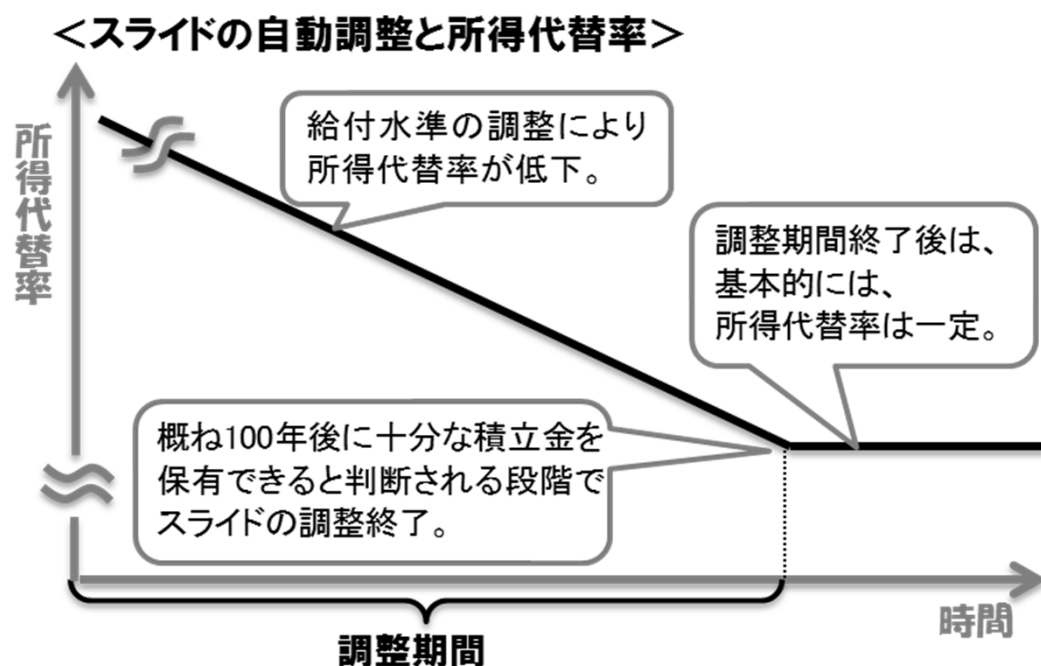 ＜スライドの自動調整と所得代替率＞
所得代替率
給付水準の調整により
所得代替率が低下。
調整期間終了後は、
基本的には、
所得代替率は一定。
概ね100年後に十分な積立金を
保有できると判断される段階で
スライドの調整終了。
時間
調整期間